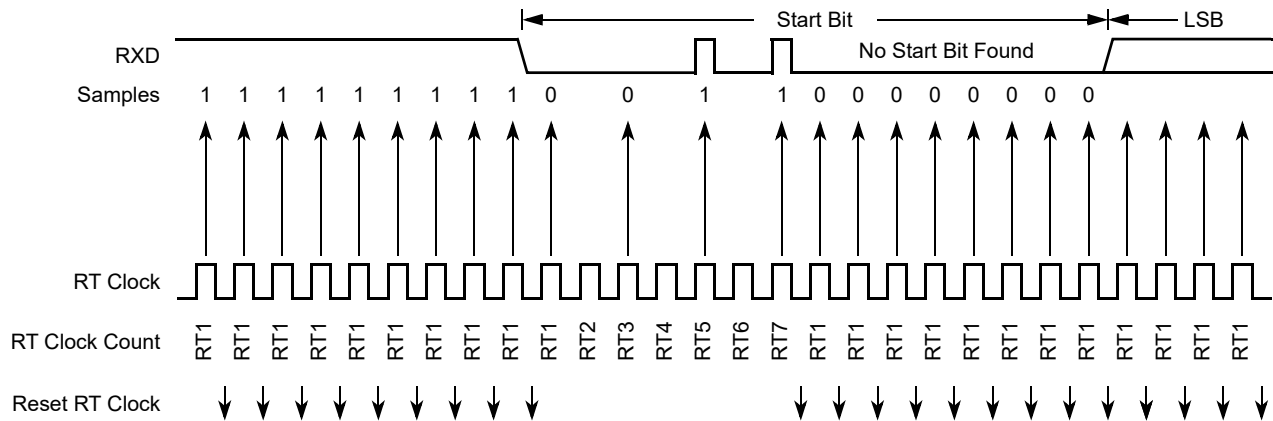 Start Bit LSB
RXD No Start Bit Found
Samples 1 1 1 1 1 1 1 1 1 0 0 1 1 0 0 0 0 0 0 0 0
RT Clock
RT Clock Count RT1 RT1 RT1 RT1 RT1 RT1 RT1 RT1 RT1 RT1 RT2 RT3 RT4 RT5 RT6 RT7 RT1 RT1 RT1 RT1 RT1 RT1 RT1 RT1 RT1 RT1 RT1 RT1
Reset RT Clock